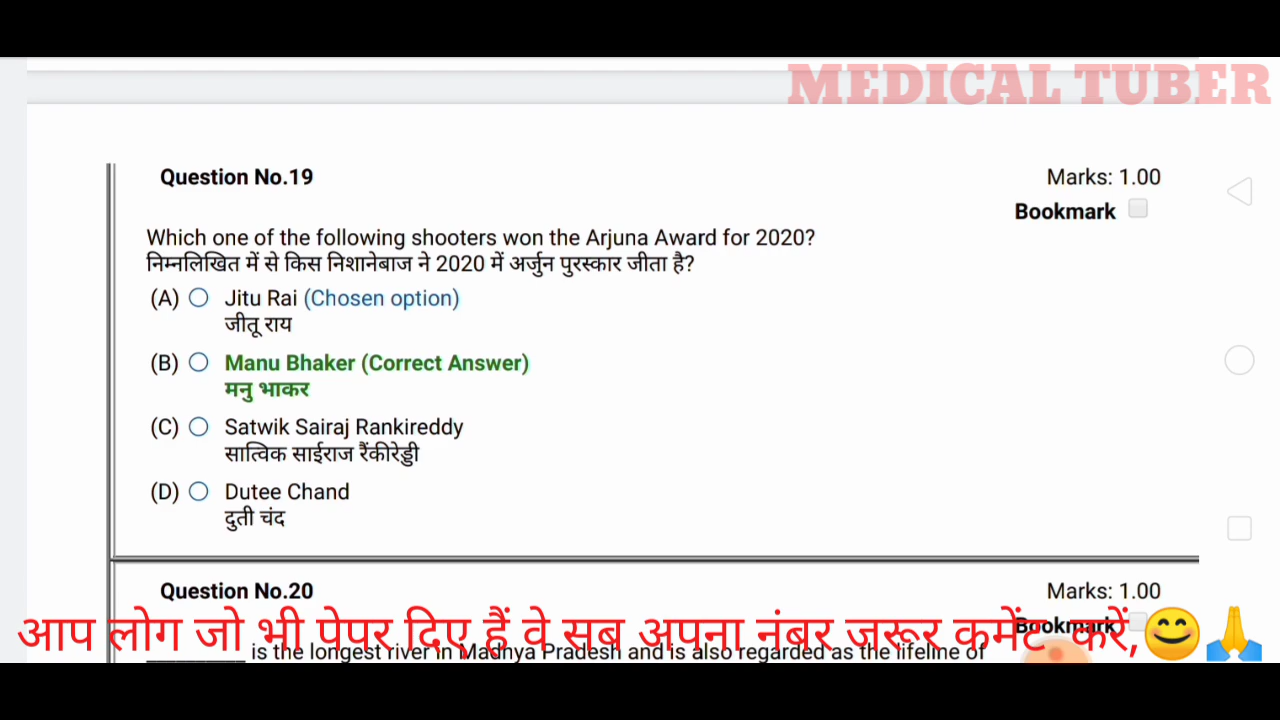 MEDICAL TUBER
Question No.19
Marks: 1.00
Bookmark
Which one of the following shooters won the Arjuna Award for 2020?
निम्नलिखित में से किस निशानेबाज ने 2020 में अर्जुन पुरस्कार जीता है?
(A) Jitu Rai (Chosen option)
जीतू राय
(B) Manu Bhaker (Correct Answer)
मनु भाकर
(C) Satwik Sairaj Rankireddy
सात्विक साईराज रैंकीरेड्डी
(D) Dutee Chand
दुती चंद
Question No.20
Marks: 1.00
Bookmark
आप लोग जो भी पेपर दिए हैं वे सब अपना नंबर जरूर कमेंट करें,😊🙏
__________ is the longest river in Madhya Pradesh and is also regarded as the lifeline of